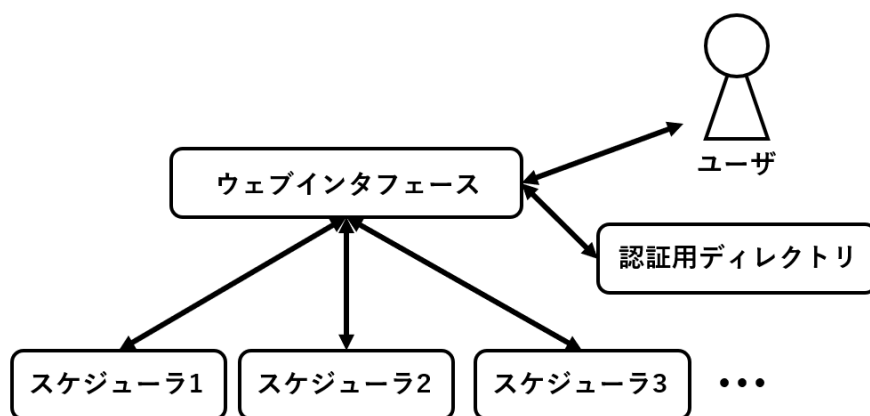 ユーザ
ウェブインタフェース
認証用ディレクトリ
スケジューラ1
スケジューラ2
スケジューラ3
•••